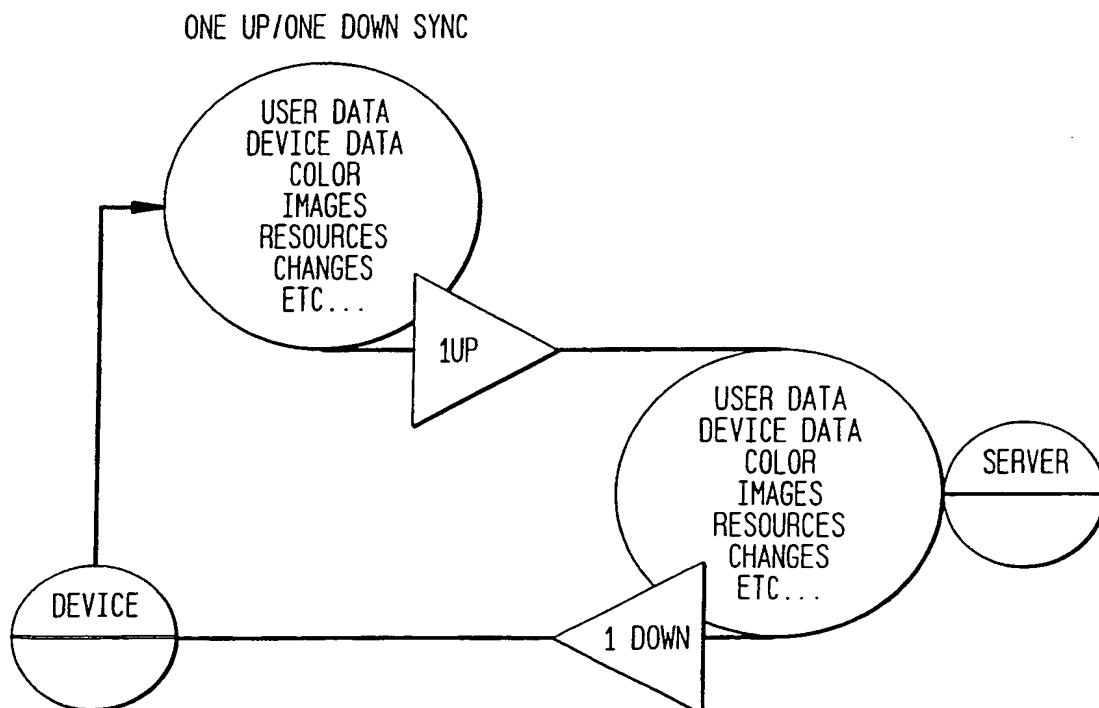 ONE UP/ONE DOWN SYNC
USER DATA
DEVICE DATA
COLOR
IMAGES
RESOURCES
CHANGES
ETC...
1UP
USER DATA
DEVICE DATA
COLOR
IMAGES
RESOURCES
CHANGES
ETC...
SERVER
DEVICE
1 DOWN